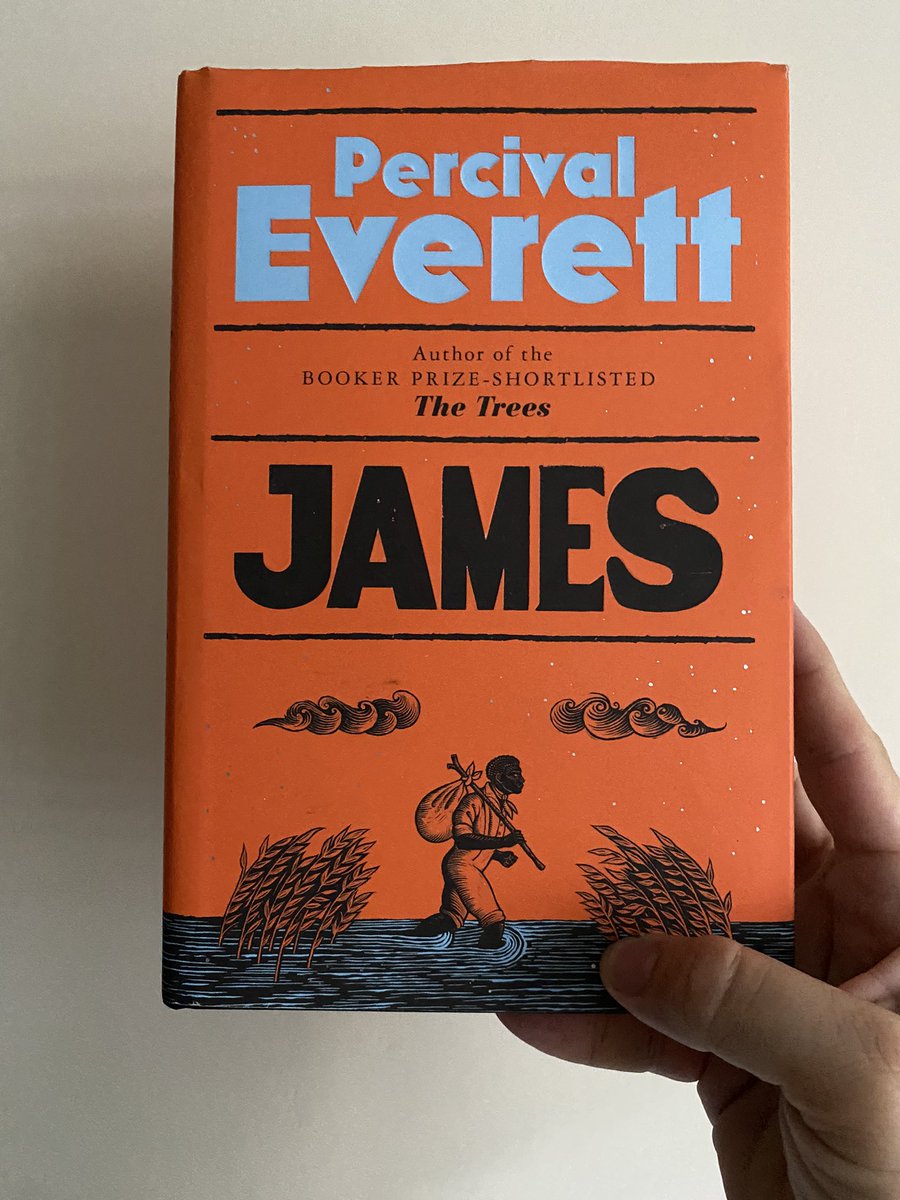 Percival
Everett
Author of the
BOOKER PRIZE-SHORTLISTED
The Trees
JAMES